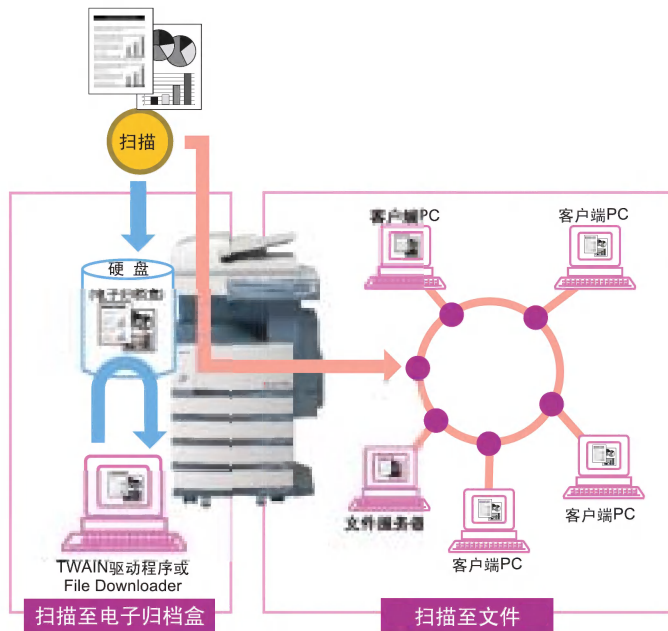 扫描
硬 盘
(电子归档盒)
TWAIN驱动程序或
File Downloader
扫描至电子归档盒
客户端PC
客户端PC
文件服务器
客户端PC
客户端PC
扫描至文件